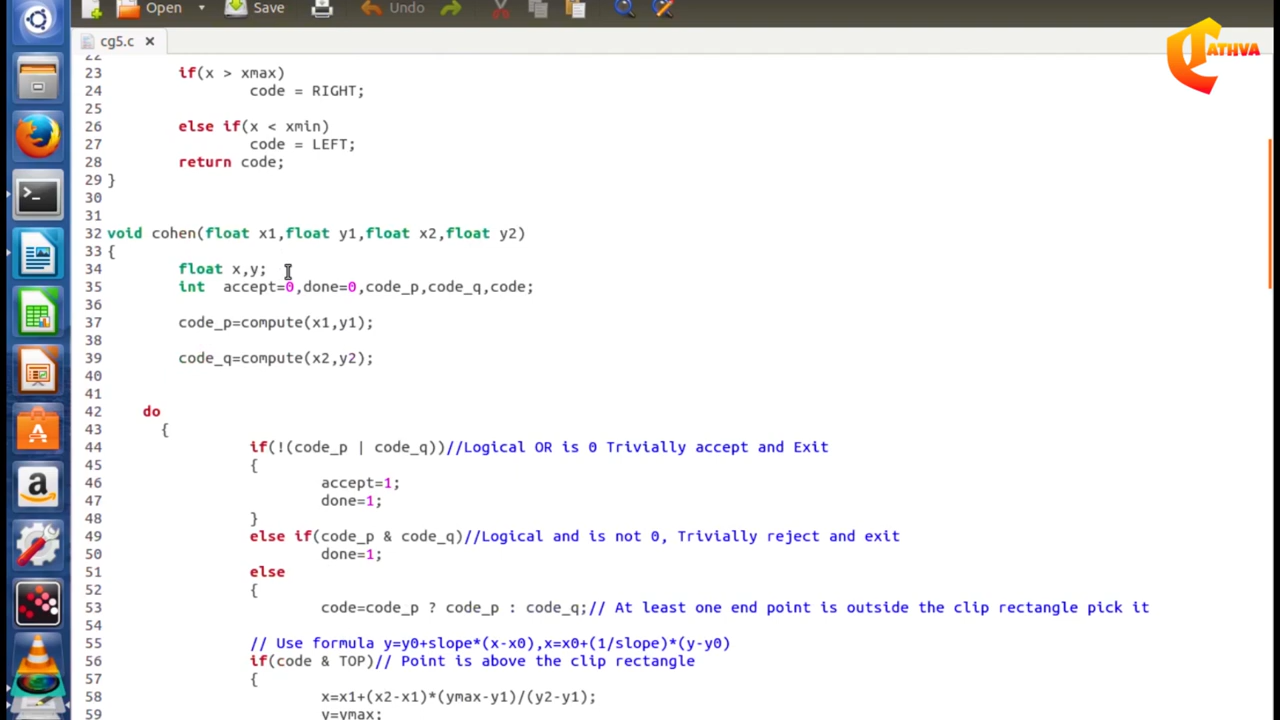 Open
Save
Undo
cg5.c
CATHVA
22
23 if(x > xmax)
24 code = RIGHT;
25
26 else if(x < xmin)
27 code = LEFT;
28 return code;
29 }
30
31
32 void cohen(float x1,float y1,float x2,float y2)
33 {
34 float x,y;
35 int accept=0,done=0,code_p,code_q,code;
36
37 code_p=compute(x1,y1);
38
39 code_q=compute(x2,y2);
40
41
42 do
43 {
44 if(!(code_p | code_q))//Logical OR is 0 Trivially accept and Exit
45 {
46 accept=1;
47 done=1;
48 }
49 else if(code_p & code_q)//Logical and is not 0, Trivially reject and exit
50 done=1;
51 else
52 {
53 code=code_p ? code_p : code_q;// At least one end point is outside the clip rectangle pick it
54
55 // Use formula y=y0+slope*(x-x0),x=x0+(1/slope)*(y-y0)
56 if(code & TOP)// Point is above the clip rectangle
57 {
58 x=x1+(x2-x1)*(ymax-y1)/(y2-y1);
59 y=ymax;